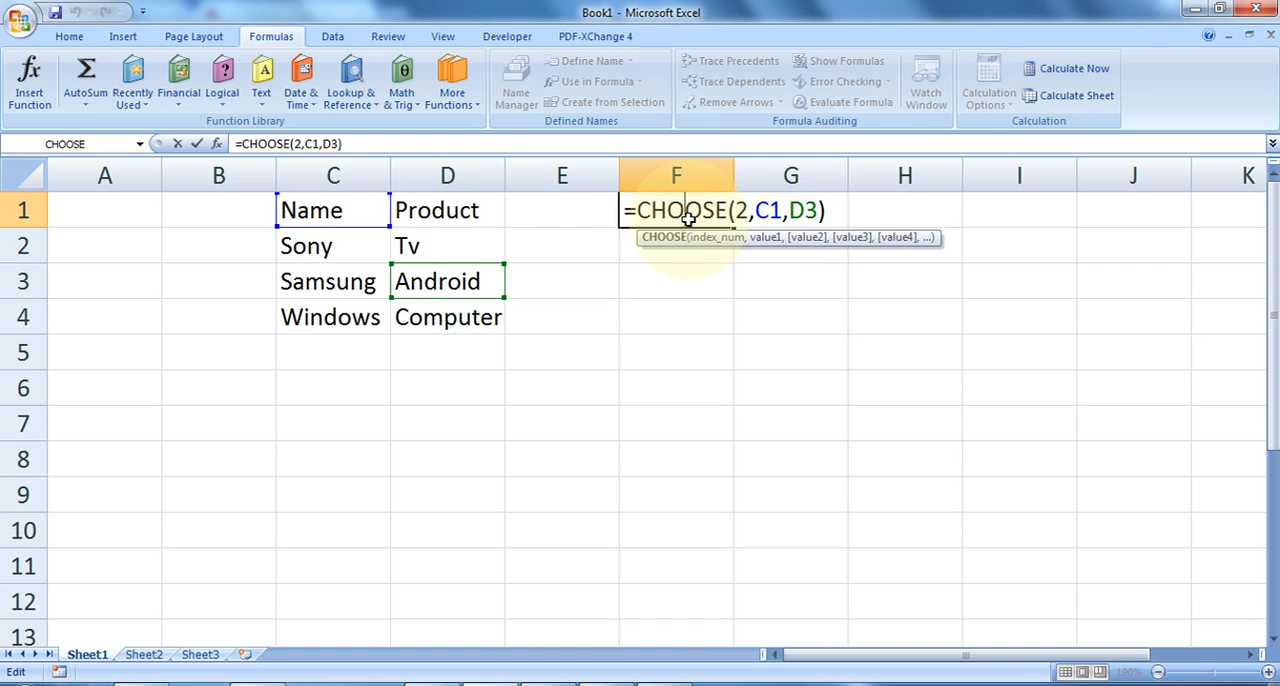 Book1 - Microsoft Excel
Home Insert Page Layout Formulas Data Review View Developer PDF-XChange 4
Insert Function
AutoSum
Recently Used
Financial
Logical
Text
Date & Time
Lookup & Reference
Math & Trig
More Functions
Function Library
Name Manager
Define Name
Use in Formula
Create from Selection
Defined Names
Trace Precedents
Trace Dependents
Remove Arrows
Show Formulas
Error Checking
Evaluate Formula
Formula Auditing
Watch Window
Calculation Options
Calculate Now
Calculate Sheet
Calculation
CHOOSE fx =CHOOSE(2,C1,D3)
A B C D E F G H I J K
1 Name Product =CHOOSE(2,C1,D3)
CHOOSE(index_num, value1, [value2], [value3], [value4], ...)
2 Sony Tv
3 Samsung Android
4 Windows Computer
5
6
7
8
9
10
11
12
13
Sheet1 Sheet2 Sheet3
Edit 190%